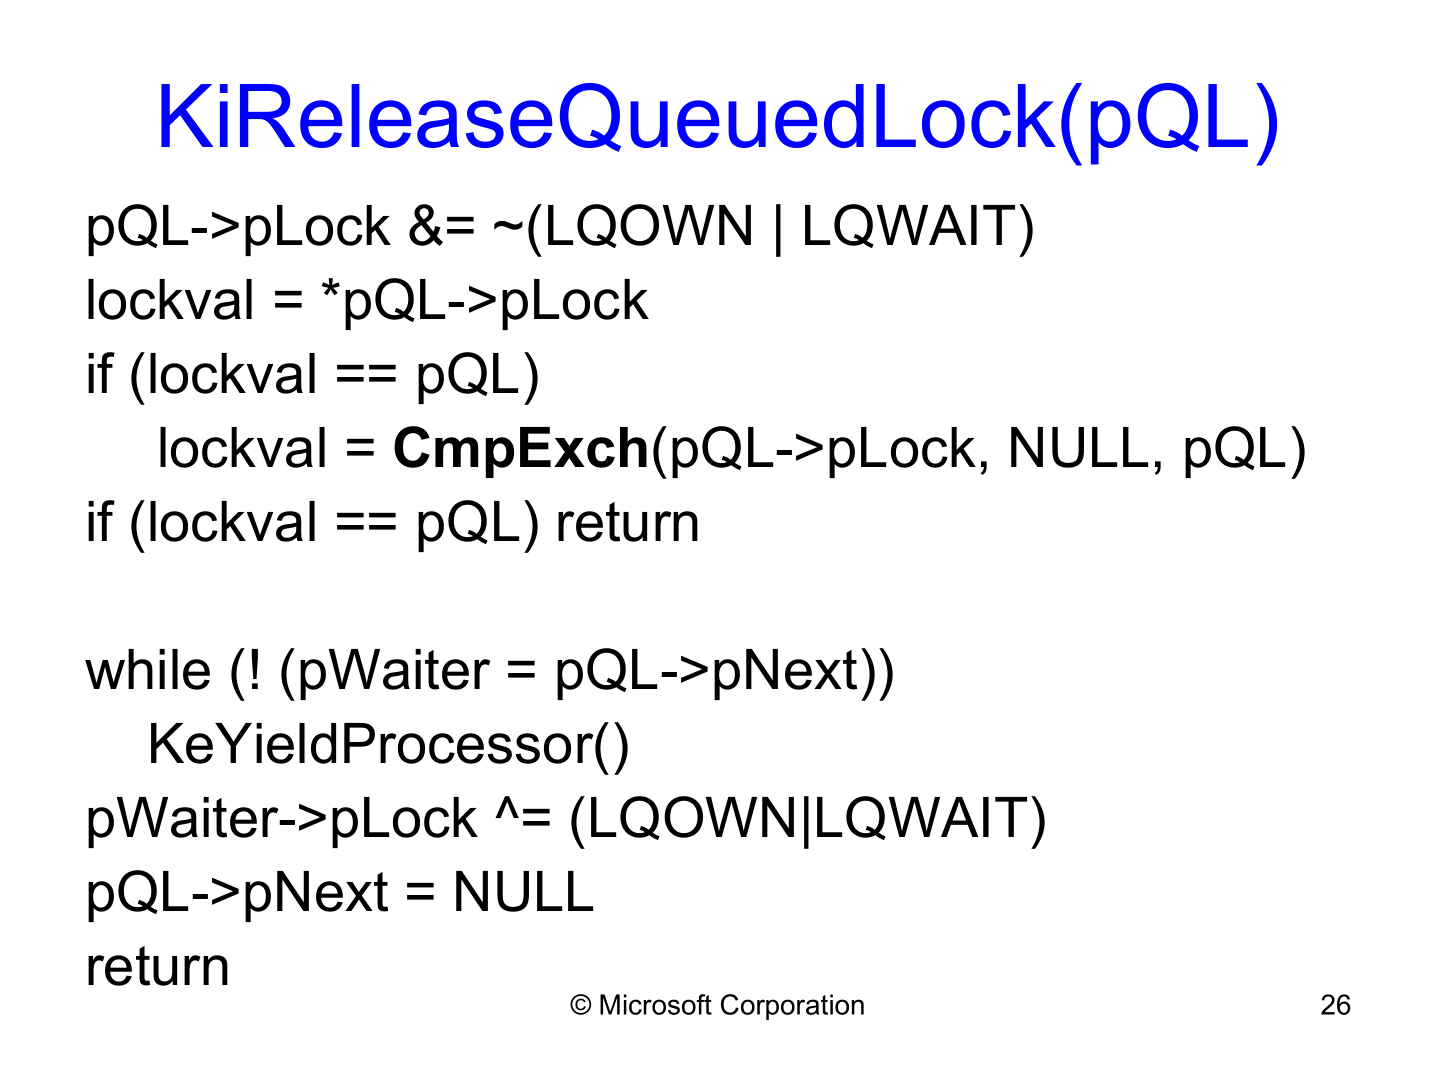 KiReleaseQueuedLock(pQL)
pQL->pLock &= ~(LQOWN | LQWAIT)
lockval = *pQL->pLock
if (lockval == pQL)
lockval = CmpExch(pQL->pLock, NULL, pQL)
if (lockval == pQL) return
while (! (pWaiter = pQL->pNext))
KeYieldProcessor()
pWaiter->pLock ^= (LQOWN|LQWAIT)
pQL->pNext = NULL
return
© Microsoft Corporation
26